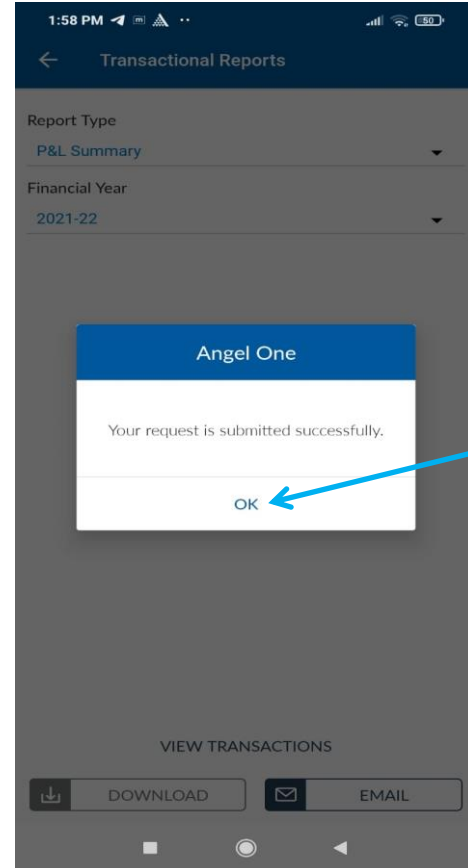 1:58 PM
50
Transactional Reports
Report Type
P&L Summary
Financial Year
2021-22
Angel One
Your request is submitted successfully.
OK
VIEW TRANSACTIONS
DOWNLOAD
EMAIL